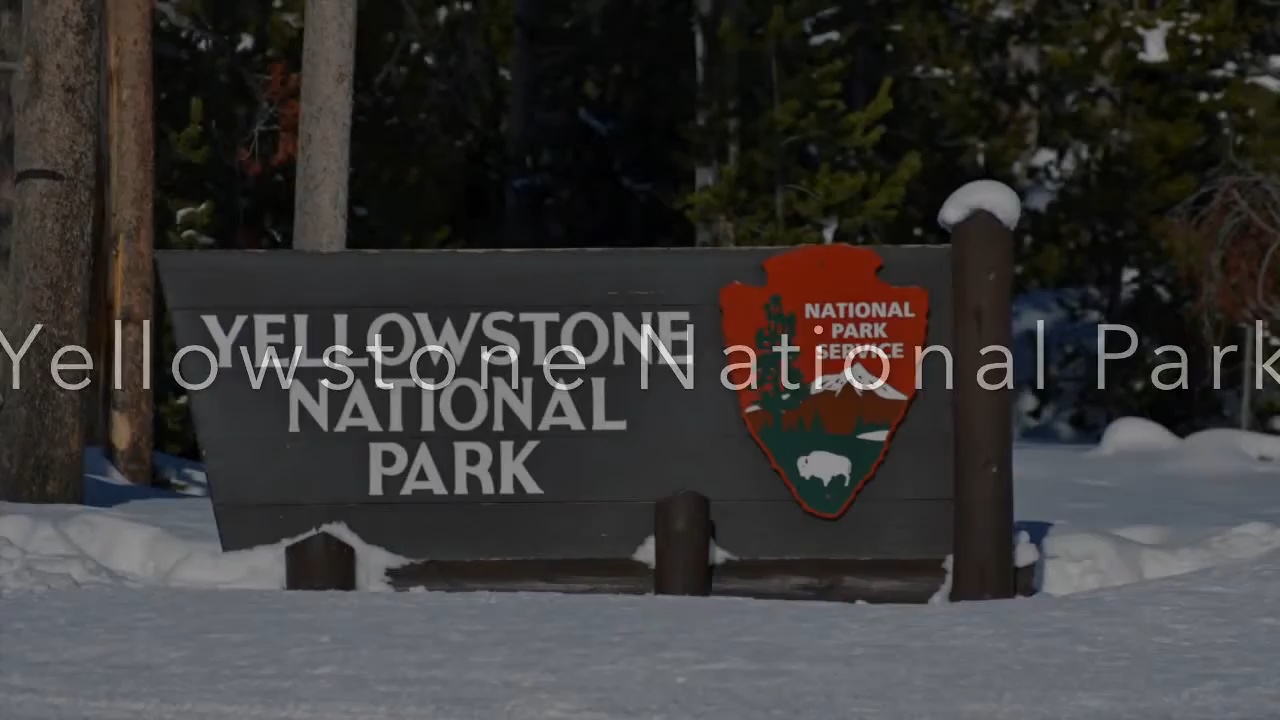 YELLOWSTONE
NATIONAL
PARK
NATIONAL
PARK
SERVICE
Yellowstone National Park